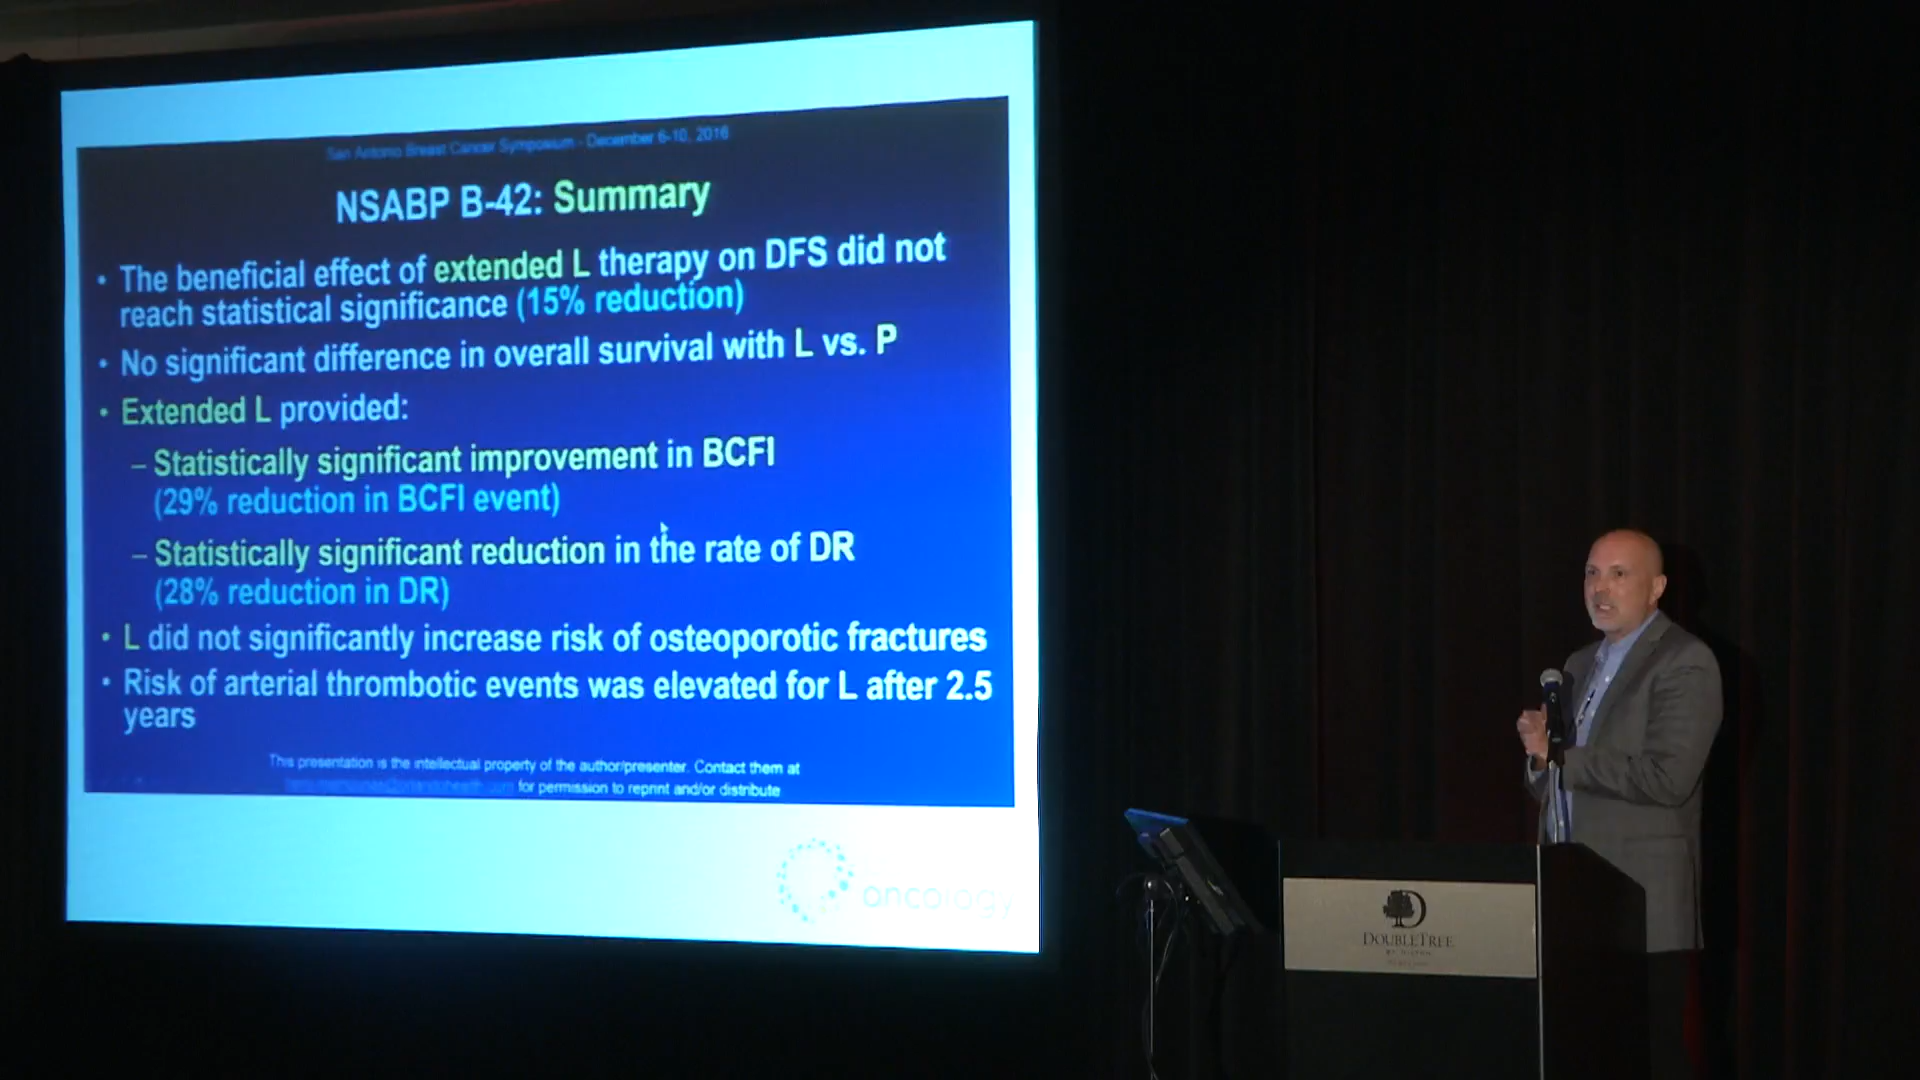 San Antonio Breast Cancer Symposium - December 6-10, 2016
NSABP B-42: Summary
• The beneficial effect of extended L therapy on DFS did not
reach statistical significance (15% reduction)
• No significant difference in overall survival with L vs. P
• Extended L provided:
– Statistically significant improvement in BCFI
(29% reduction in BCFI event)
– Statistically significant reduction in the rate of DR
(28% reduction in DR)
• L did not significantly increase risk of osteoporotic fractures
• Risk of arterial thrombotic events was elevated for L after 2.5
years
This presentation is the intellectual property of the author/presenter. Contact them at
for permission to reprint and/or distribute
oncology
D
DOUBLETREE